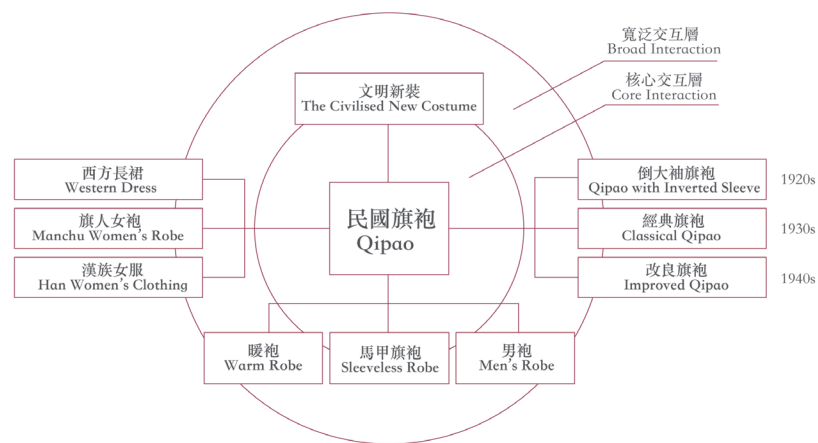 寬泛交互層
Broad Interaction
核心交互層
Core Interaction
文明新裝
The Civilised New Costume
西方長裙
Western Dress
旗人女袍
Manchu Women's Robe
漢族女服
Han Women's Clothing
民國旗袍
Qipao
倒大袖旗袍
Qipao with Inverted Sleeve
1920s
經典旗袍
Classical Qipao
1930s
改良旗袍
Improved Qipao
1940s
暖袍
Warm Robe
馬甲旗袍
Sleeveless Robe
男袍
Men's Robe